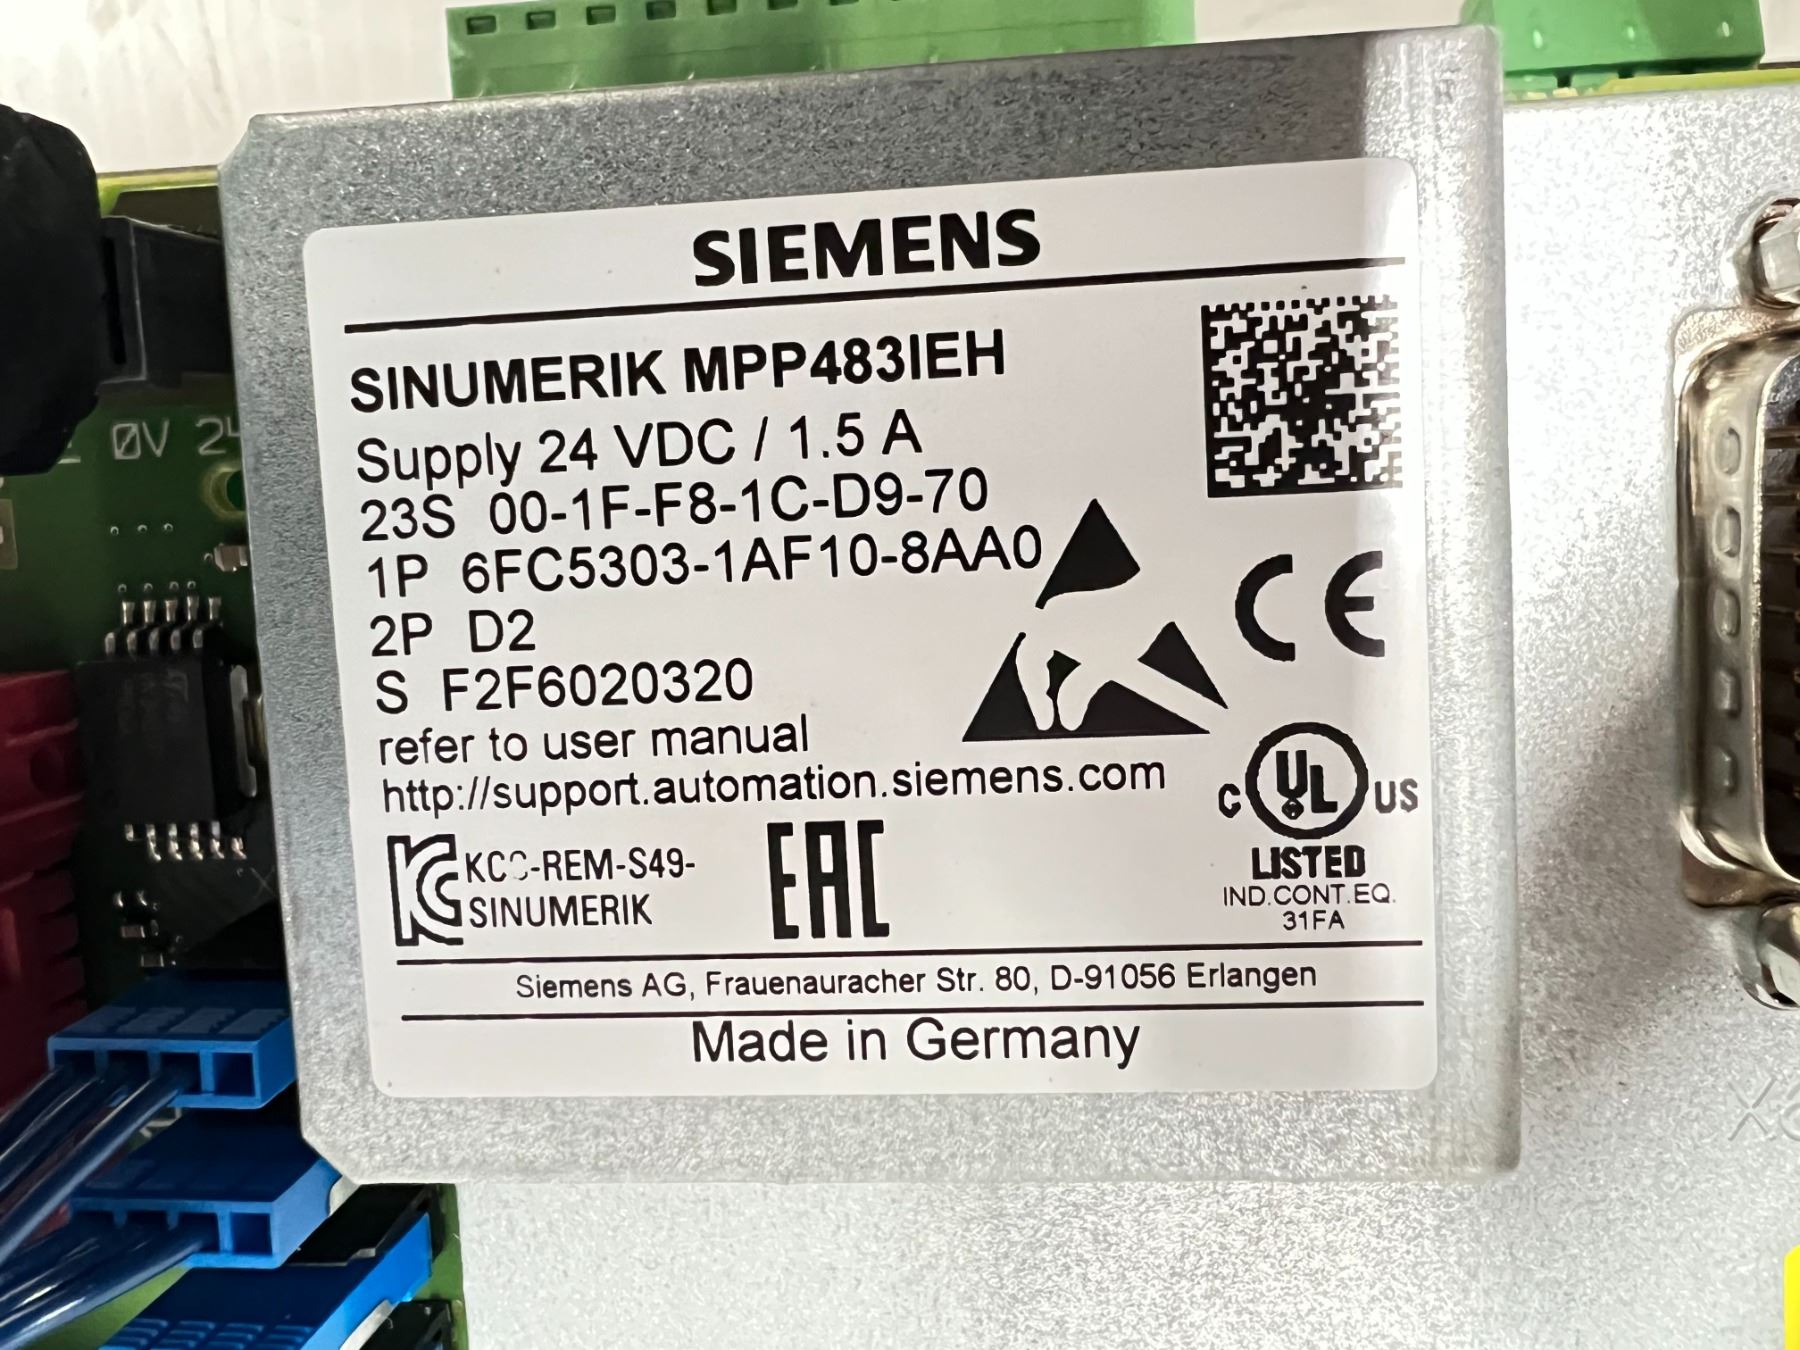 SIEMENS
SINUMERIK MPP483IEH
Supply 24 VDC / 1.5 A
23S 00-1F-F8-1C-D9-70
1P 6FC5303-1AF10-8AA0
2P D2
S F2F6020320
refer to user manual
http://support.automation.siemens.com
KCC-REM-S49-
SINUMERIK
EAC
CE
C UL US
LISTED
IND.CONT.EQ.
31FA
Siemens AG, Frauenauracher Str. 80, D-91056 Erlangen
Made in Germany
0V 24